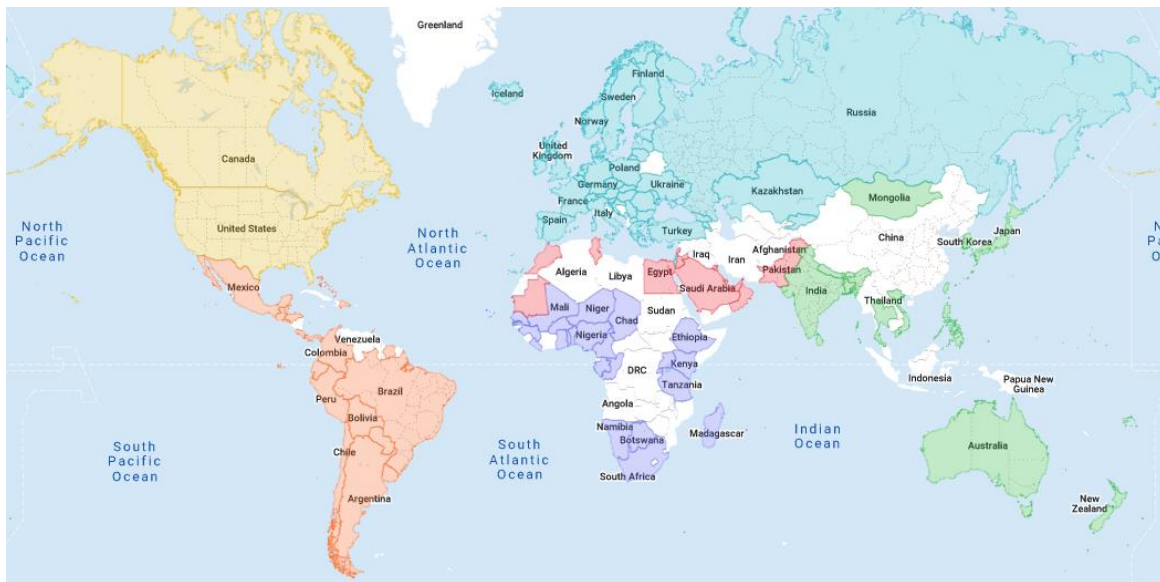 Greenland
Iceland
Finland
Sweden
Norway
Russia
United
Kingdom
Poland
Germany
Ukraine
Kazakhstan
France
Italy
Spain
Turkey
Mongolia
Canada
United States
North
Pacific
Ocean
North
Atlantic
Ocean
China
South Korea
Japan
N
Pa
O
Iraq
Iran
Afghanistan
Pakistan
Algeria
Libya
Egypt
Saudi Arabia
India
Thailand
Mexico
Mali
Niger
Chad
Sudan
Nigeria
Ethiopia
Venezuela
Colombia
DRC
Kenya
Tanzania
Indonesia
Papua New
Guinea
Brazil
Peru
Bolivia
Angola
Namibia
Botswana
Madagascar
Indian
Ocean
South
Pacific
Ocean
Chile
South
Atlantic
Ocean
Australia
South Africa
Argentina
New
Zealand